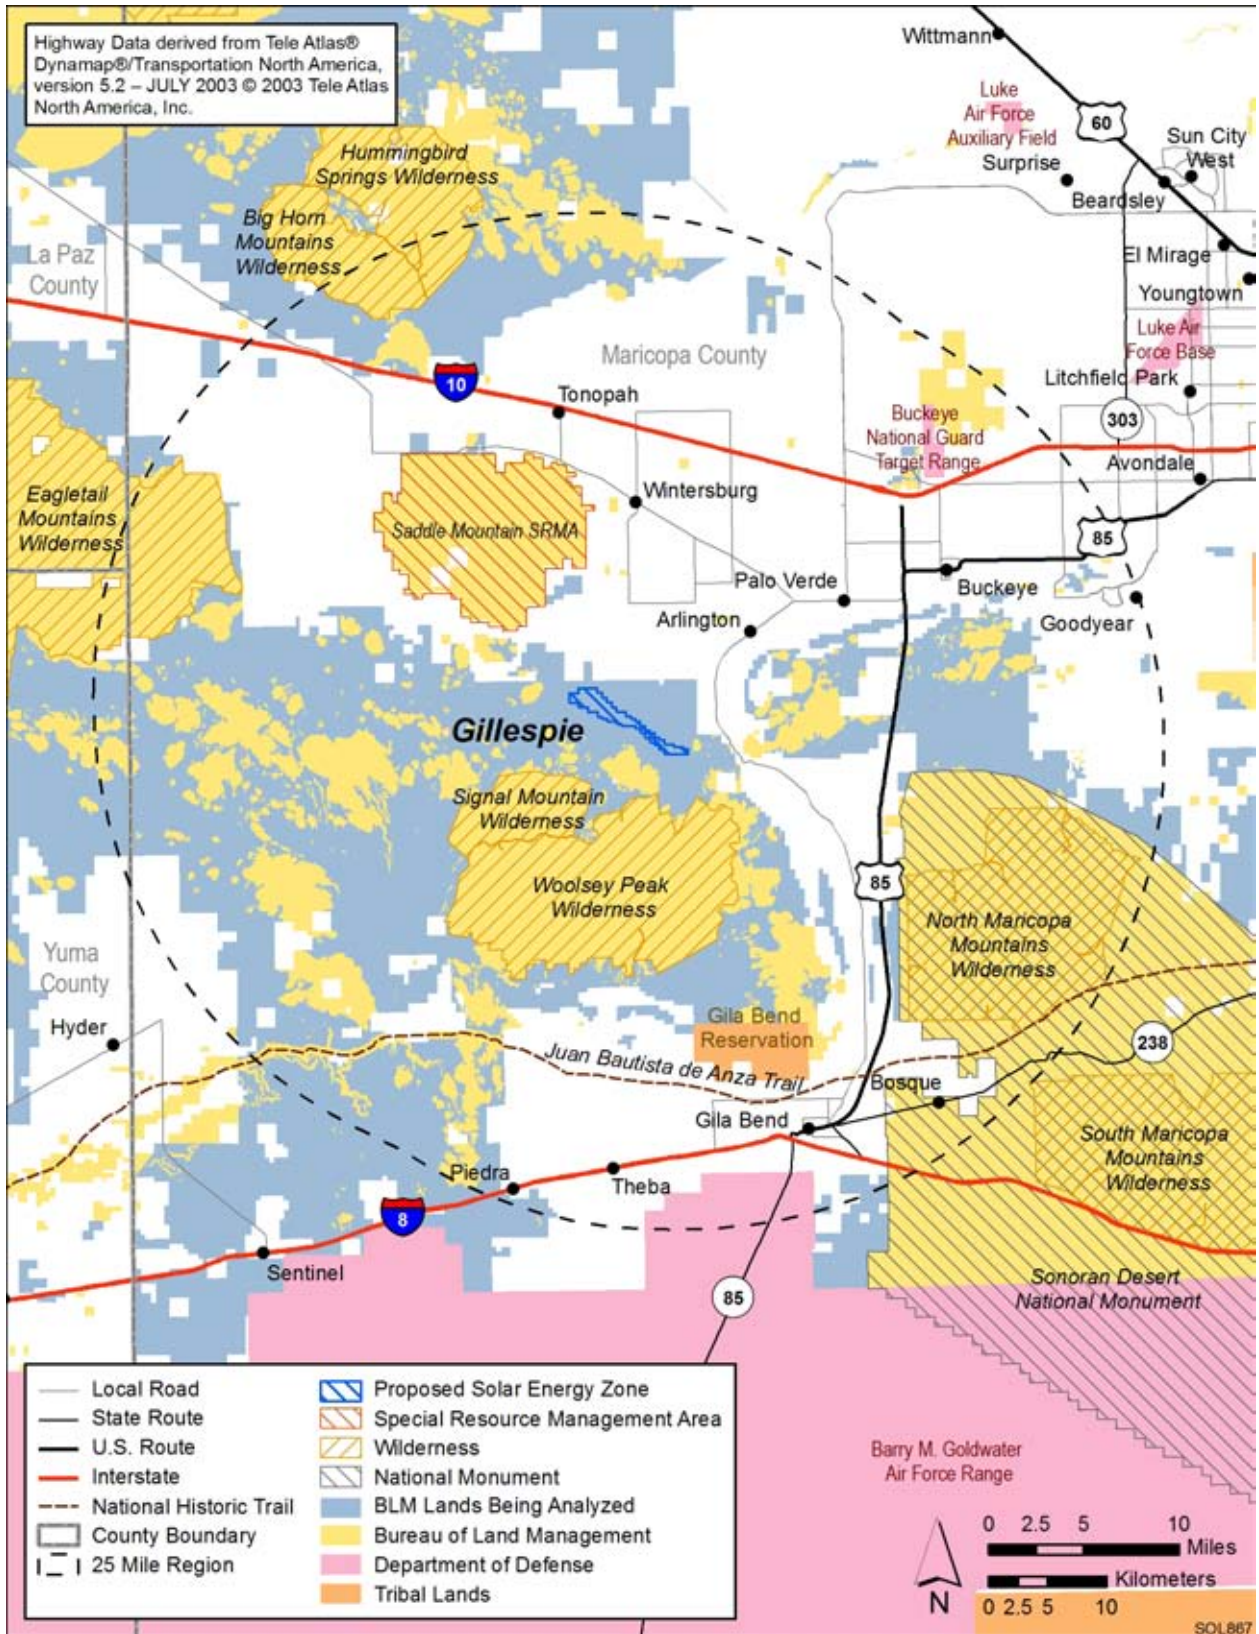 Highway Data derived from Tele Atlas®
Dynamap®/Transportation North America,
version 5.2 – JULY 2003 © 2003 Tele Atlas
North America, Inc.
Wittmann
Luke
Air Force
Auxiliary Field
60
Sun City
West
Surprise
Beardsley
Hummingbird
Springs Wilderness
Big Horn
Mountains
Wilderness
La Paz
County
El Mirage
Youngtown
Luke Air
Force Base
Maricopa County
10
Tonopah
Litchfield Park
303
Buckeye
National Guard
Target Range
Avondale
Eagletail
Mountains
Wilderness
Saddle Mountain SRMA
Wintersburg
85
Palo Verde
Buckeye
Arlington
Goodyear
Gillespie
Signal Mountain
Wilderness
Woolsey Peak
Wilderness
85
North Maricopa
Mountains
Wilderness
Yuma
County
Hyder
Gila Bend
Reservation
Juan Bautista de Anza Trail
238
Bosque
Gila Bend
South Maricopa
Mountains
Wilderness
Piedra
Theba
8
Sentinel
85
Sonoran Desert
National Monument
Barry M. Goldwater
Air Force Range
Local Road
State Route
U.S. Route
Interstate
National Historic Trail
County Boundary
25 Mile Region
Proposed Solar Energy Zone
Special Resource Management Area
Wilderness
National Monument
BLM Lands Being Analyzed
Bureau of Land Management
Department of Defense
Tribal Lands
0 2.5 5 10
Miles
Kilometers
0 2.5 5 10
N
SOL867